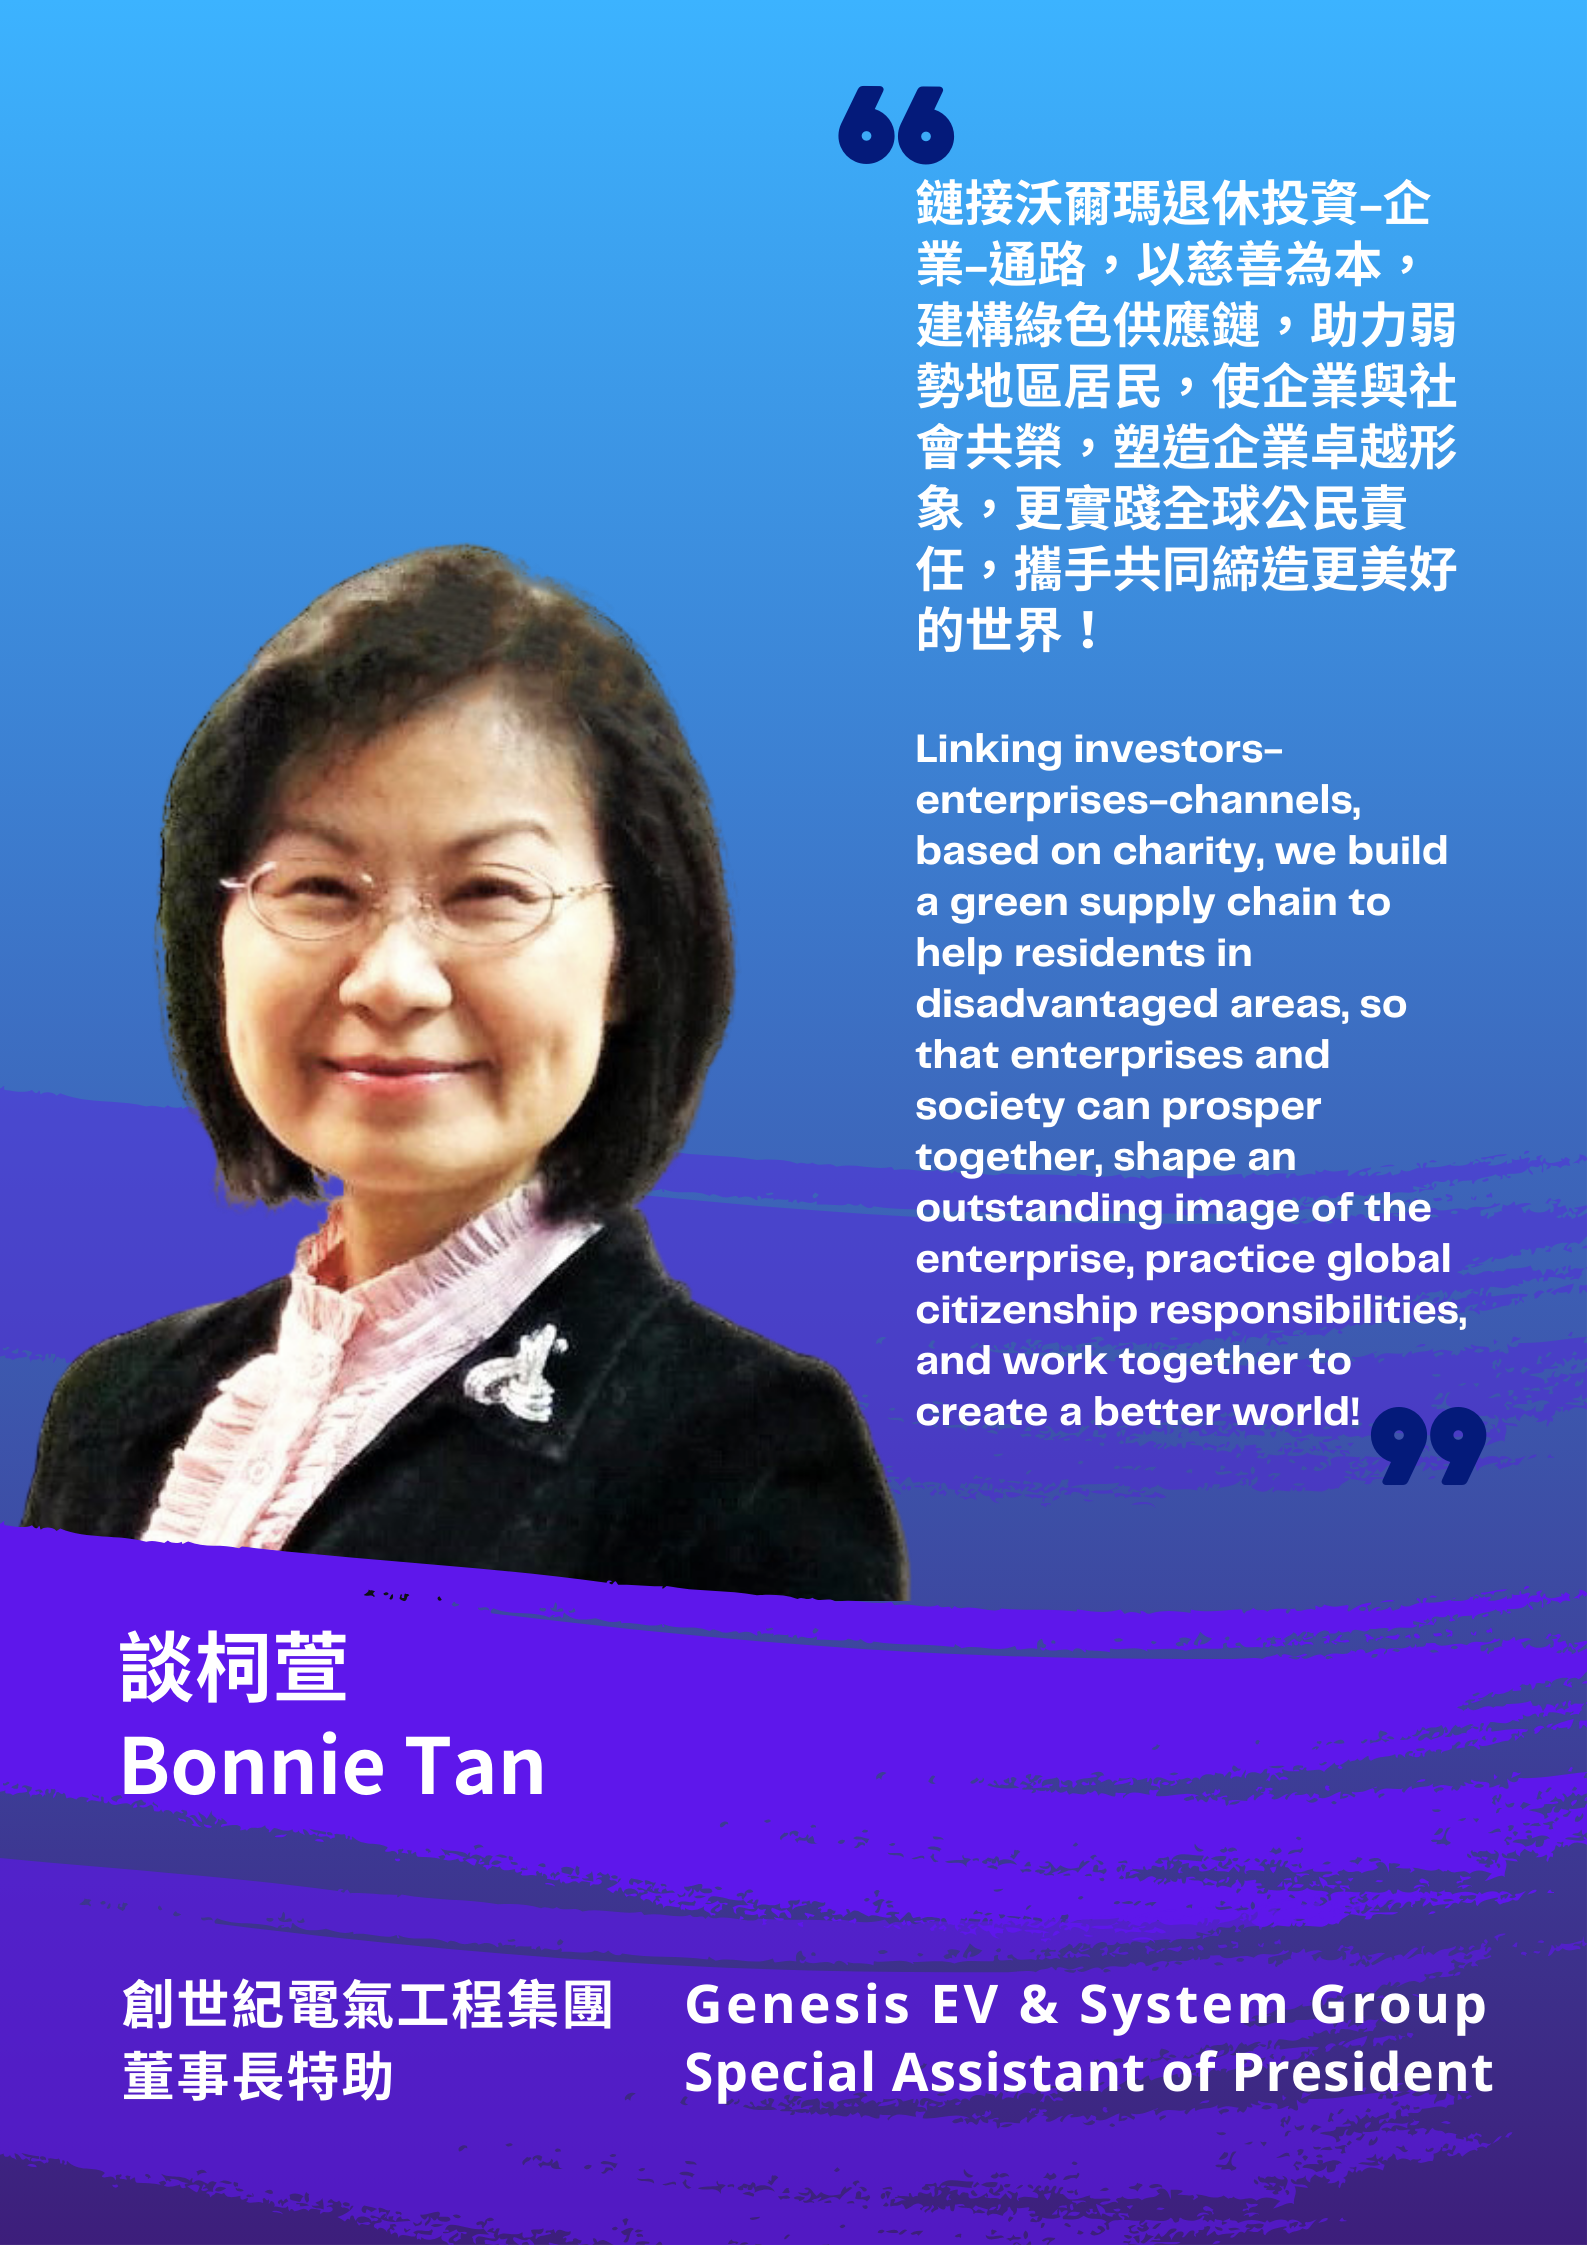 鏈接沃爾瑪退休投資–企
業–通路，以慈善為本，
建構綠色供應鏈，助力弱
勢地區居民，使企業與社
會共榮，塑造企業卓越形
象，更實踐全球公民責
任，攜手共同締造更美好
的世界！
Linking investors–
enterprises–channels,
based on charity, we build
a green supply chain to
help residents in
disadvantaged areas, so
that enterprises and
society can prosper
together, shape an
outstanding image of the
enterprise, practice global
citizenship responsibilities,
and work together to
create a better world!
談柌萱
Bonnie Tan
創世紀電氣工程集團
董事長特助
Genesis EV & System Group
Special Assistant of President